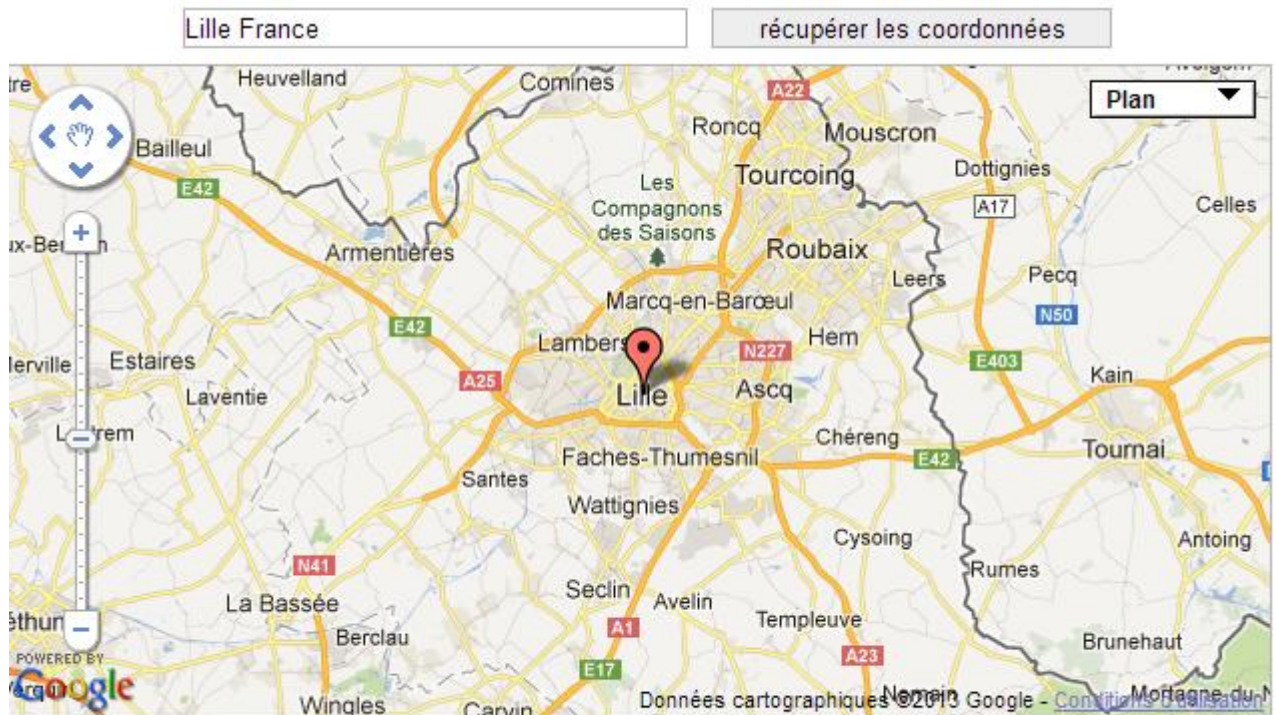 Lille France
récupérer les coordonnées
Heuvelland
Comines
A22
Plan
Roncq
Mouscron
Bailleul
Dottignies
Tourcoing
E42
Les
Compagnons
des Saisons
A17
Celles
Armentières
Roubaix
Leers
Pecq
Marcq-en-Barœul
N50
E42
Hem
N227
E403
Estaires
A25
Kain
Laventie
Lille
Ascq
Chéreng
Tournai
Faches-Thumesnil
E42
Santes
Wattignies
Cysoing
Antoing
N41
Rumes
Seclin
La Bassée
Avelin
Templeuve
A1
Berclau
Brunehaut
A23
POWERED BY
Google
E17
Wingles
Carvin
Données cartographiques ©2013 Google - Conditions d'utilisation